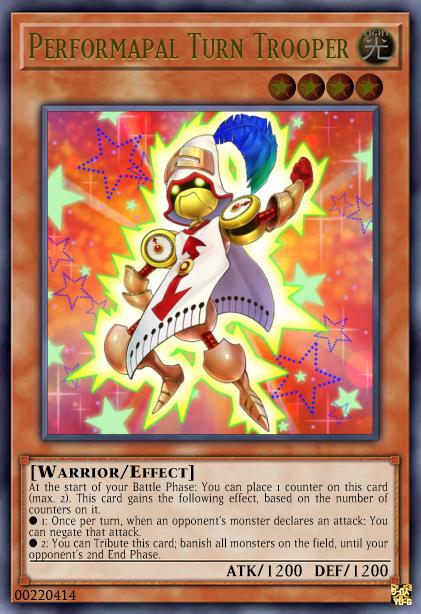 PERFORMAPAL TURN TROOPER
LIGHT
光
[WARRIOR/EFFECT]
At the start of your Battle Phase: You can place 1 counter on this card
(max. 2). This card gains the following effect, based on the number of
counters on it.
● 1: Once per turn, when an opponent's monster declares an attack: You
can negate that attack.
● 2: You can Tribute this card; banish all monsters on the field, until your
opponent's 2nd End Phase.
ATK/1200 DEF/1200
00220414